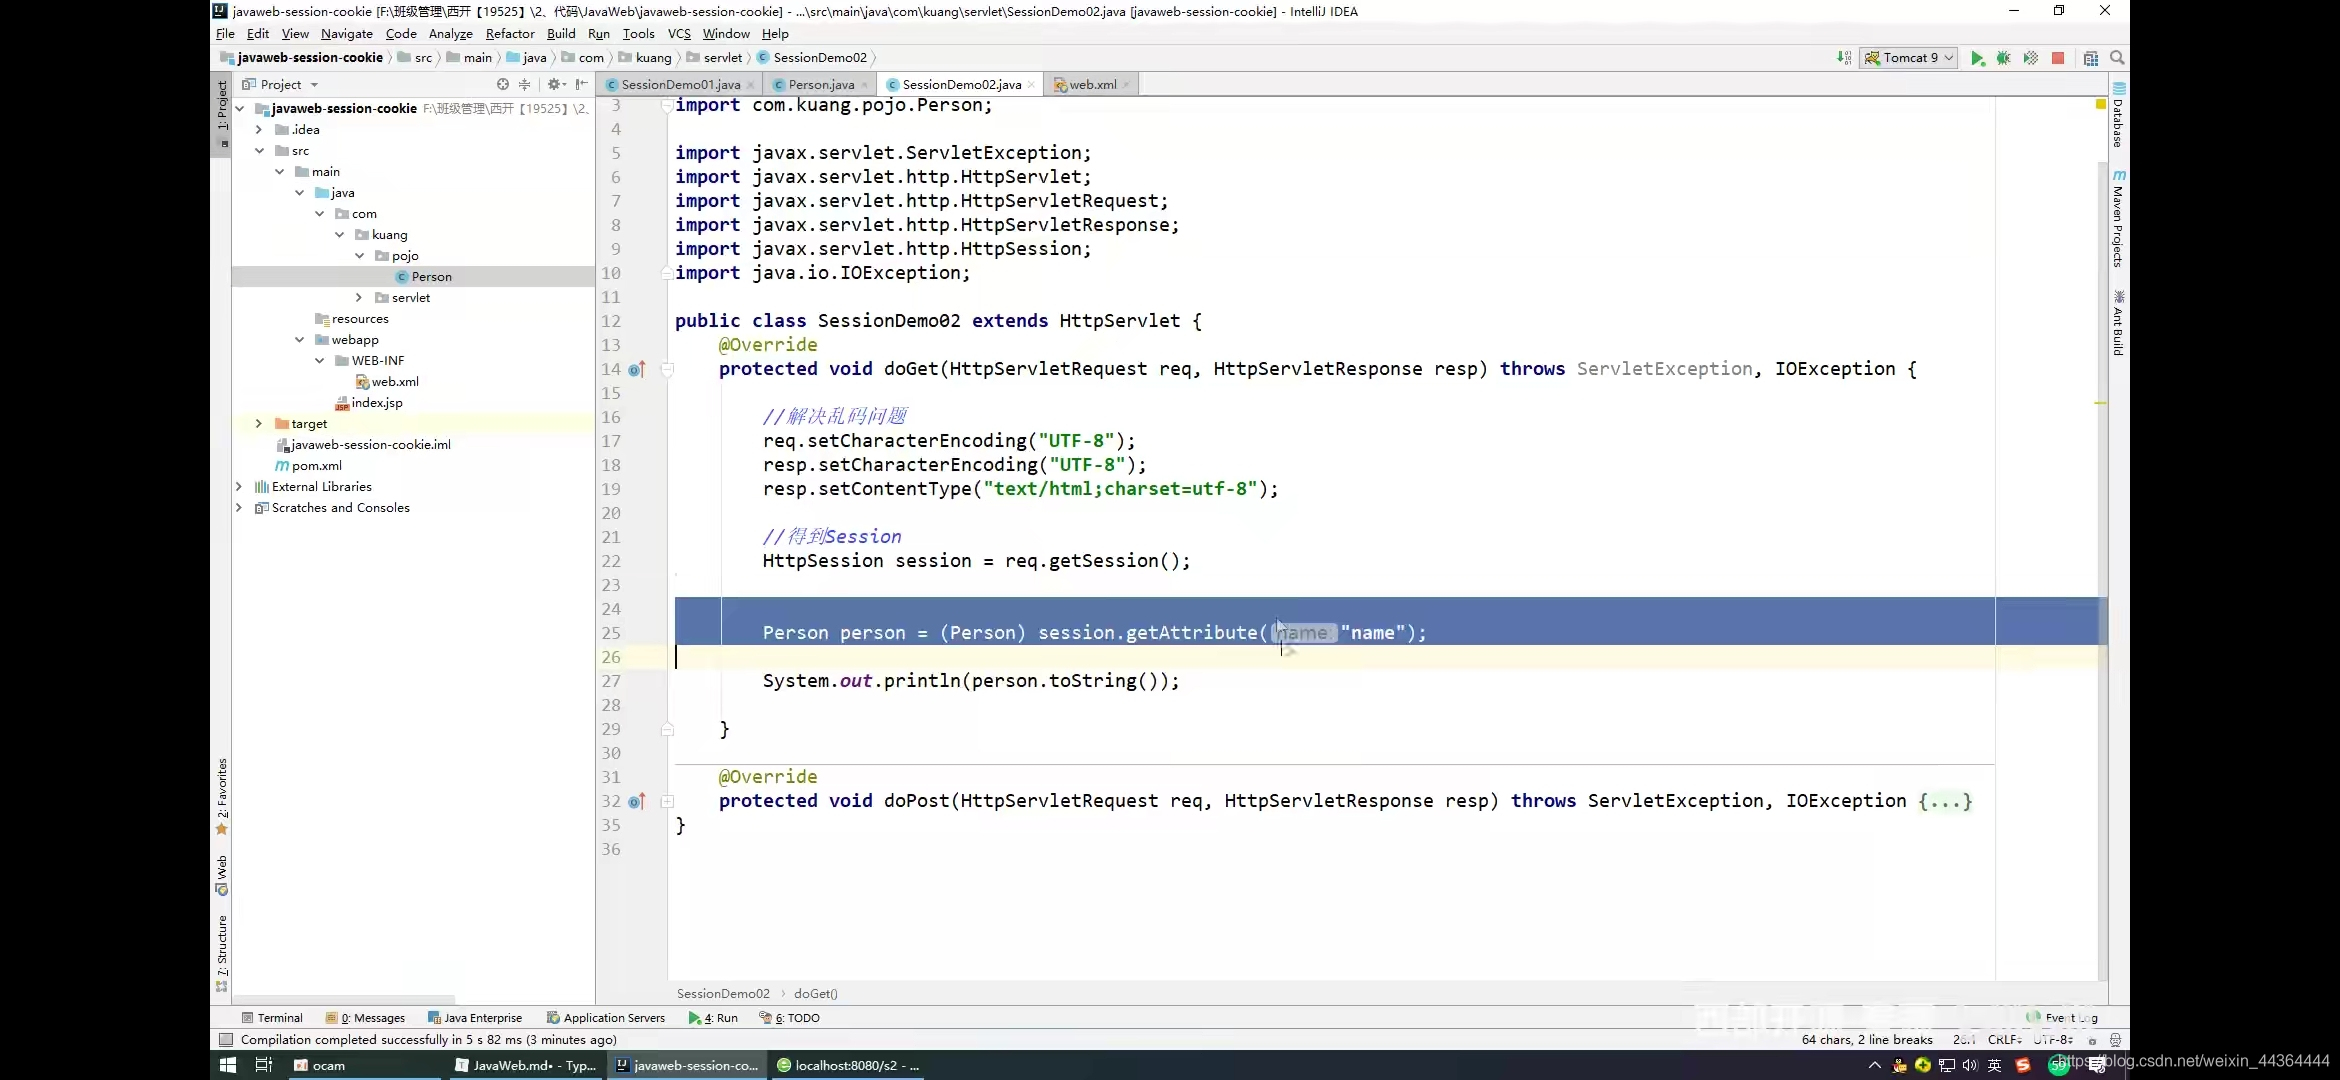 javaweb-session-cookie [F:\班级管理\西开【19525】\2、代码\JavaWeb\javaweb-session-cookie] - ...\src\main\java\com\kuang\servlet\SessionDemo02.java [javaweb-session-cookie] - IntelliJ IDEA
File Edit View Navigate Code Analyze Refactor Build Run Tools VCS Window Help
javaweb-session-cookie src main java com kuang servlet SessionDemo02 Tomcat 9
Project SessionDemo01.java Person.java SessionDemo02.java web.xml
1: Project
2: Favorites
Web
7: Structure
javaweb-session-cookie F:\班级管理\西开【19525】\2、
.idea
src
main
java
com
kuang
pojo
Person
servlet
resources
webapp
WEB-INF
web.xml
index.jsp
target
javaweb-session-cookie.iml
pom.xml
External Libraries
Scratches and Consoles
3 import com.kuang.pojo.Person;
4
5 import javax.servlet.ServletException;
6 import javax.servlet.http.HttpServlet;
7 import javax.servlet.http.HttpServletRequest;
8 import javax.servlet.http.HttpServletResponse;
9 import javax.servlet.http.HttpSession;
10 import java.io.IOException;
11
12 public class SessionDemo02 extends HttpServlet {
13 @Override
14 protected void doGet(HttpServletRequest req, HttpServletResponse resp) throws ServletException, IOException {
15
16 //解决乱码问题
17 req.setCharacterEncoding("UTF-8");
18 resp.setCharacterEncoding("UTF-8");
19 resp.setContentType("text/html;charset=utf-8");
20
21 //得到Session
22 HttpSession session = req.getSession();
23
24
25 Person person = (Person) session.getAttribute( name: "name");
26
27 System.out.println(person.toString());
28
29 }
30
31 @Override
32 protected void doPost(HttpServletRequest req, HttpServletResponse resp) throws ServletException, IOException {...}
35 }
36
Database
Maven Projects
Ant Build
SessionDemo02 doGet()
Terminal 0: Messages Java Enterprise Application Servers 4: Run 6: TODO Event Log
Compilation completed successfully in 5 s 82 ms (3 minutes ago) 64 chars, 2 line breaks 26:1 CRLF UTF-8
ocam JavaWeb.md• - Typ... javaweb-session-co... localhost:8080/s2 - ... 英 59
https://blog.csdn.net/weixin_44364444